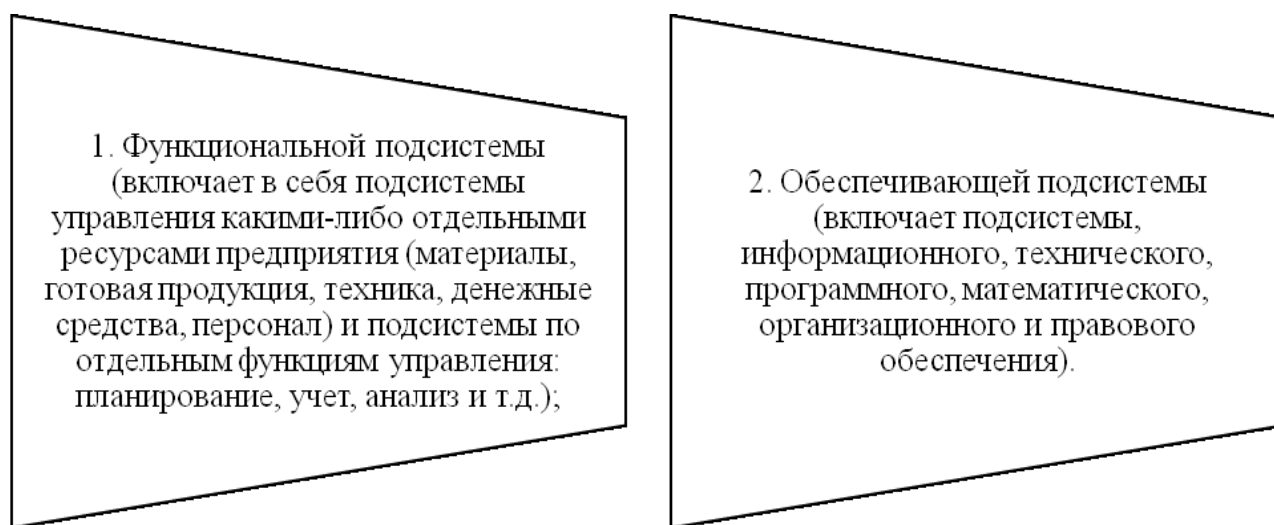 1. Функциональной подсистемы
(включает в себя подсистемы
управления какими-либо отдельными
ресурсами предприятия (материалы,
готовая продукция, техника, денежные
средства, персонал) и подсистемы по
отдельным функциям управления:
планирование, учет, анализ и т.д.);
2. Обеспечивающей подсистемы
(включает подсистемы,
информационного, технического,
программного, математического,
организационного и правового
обеспечения).